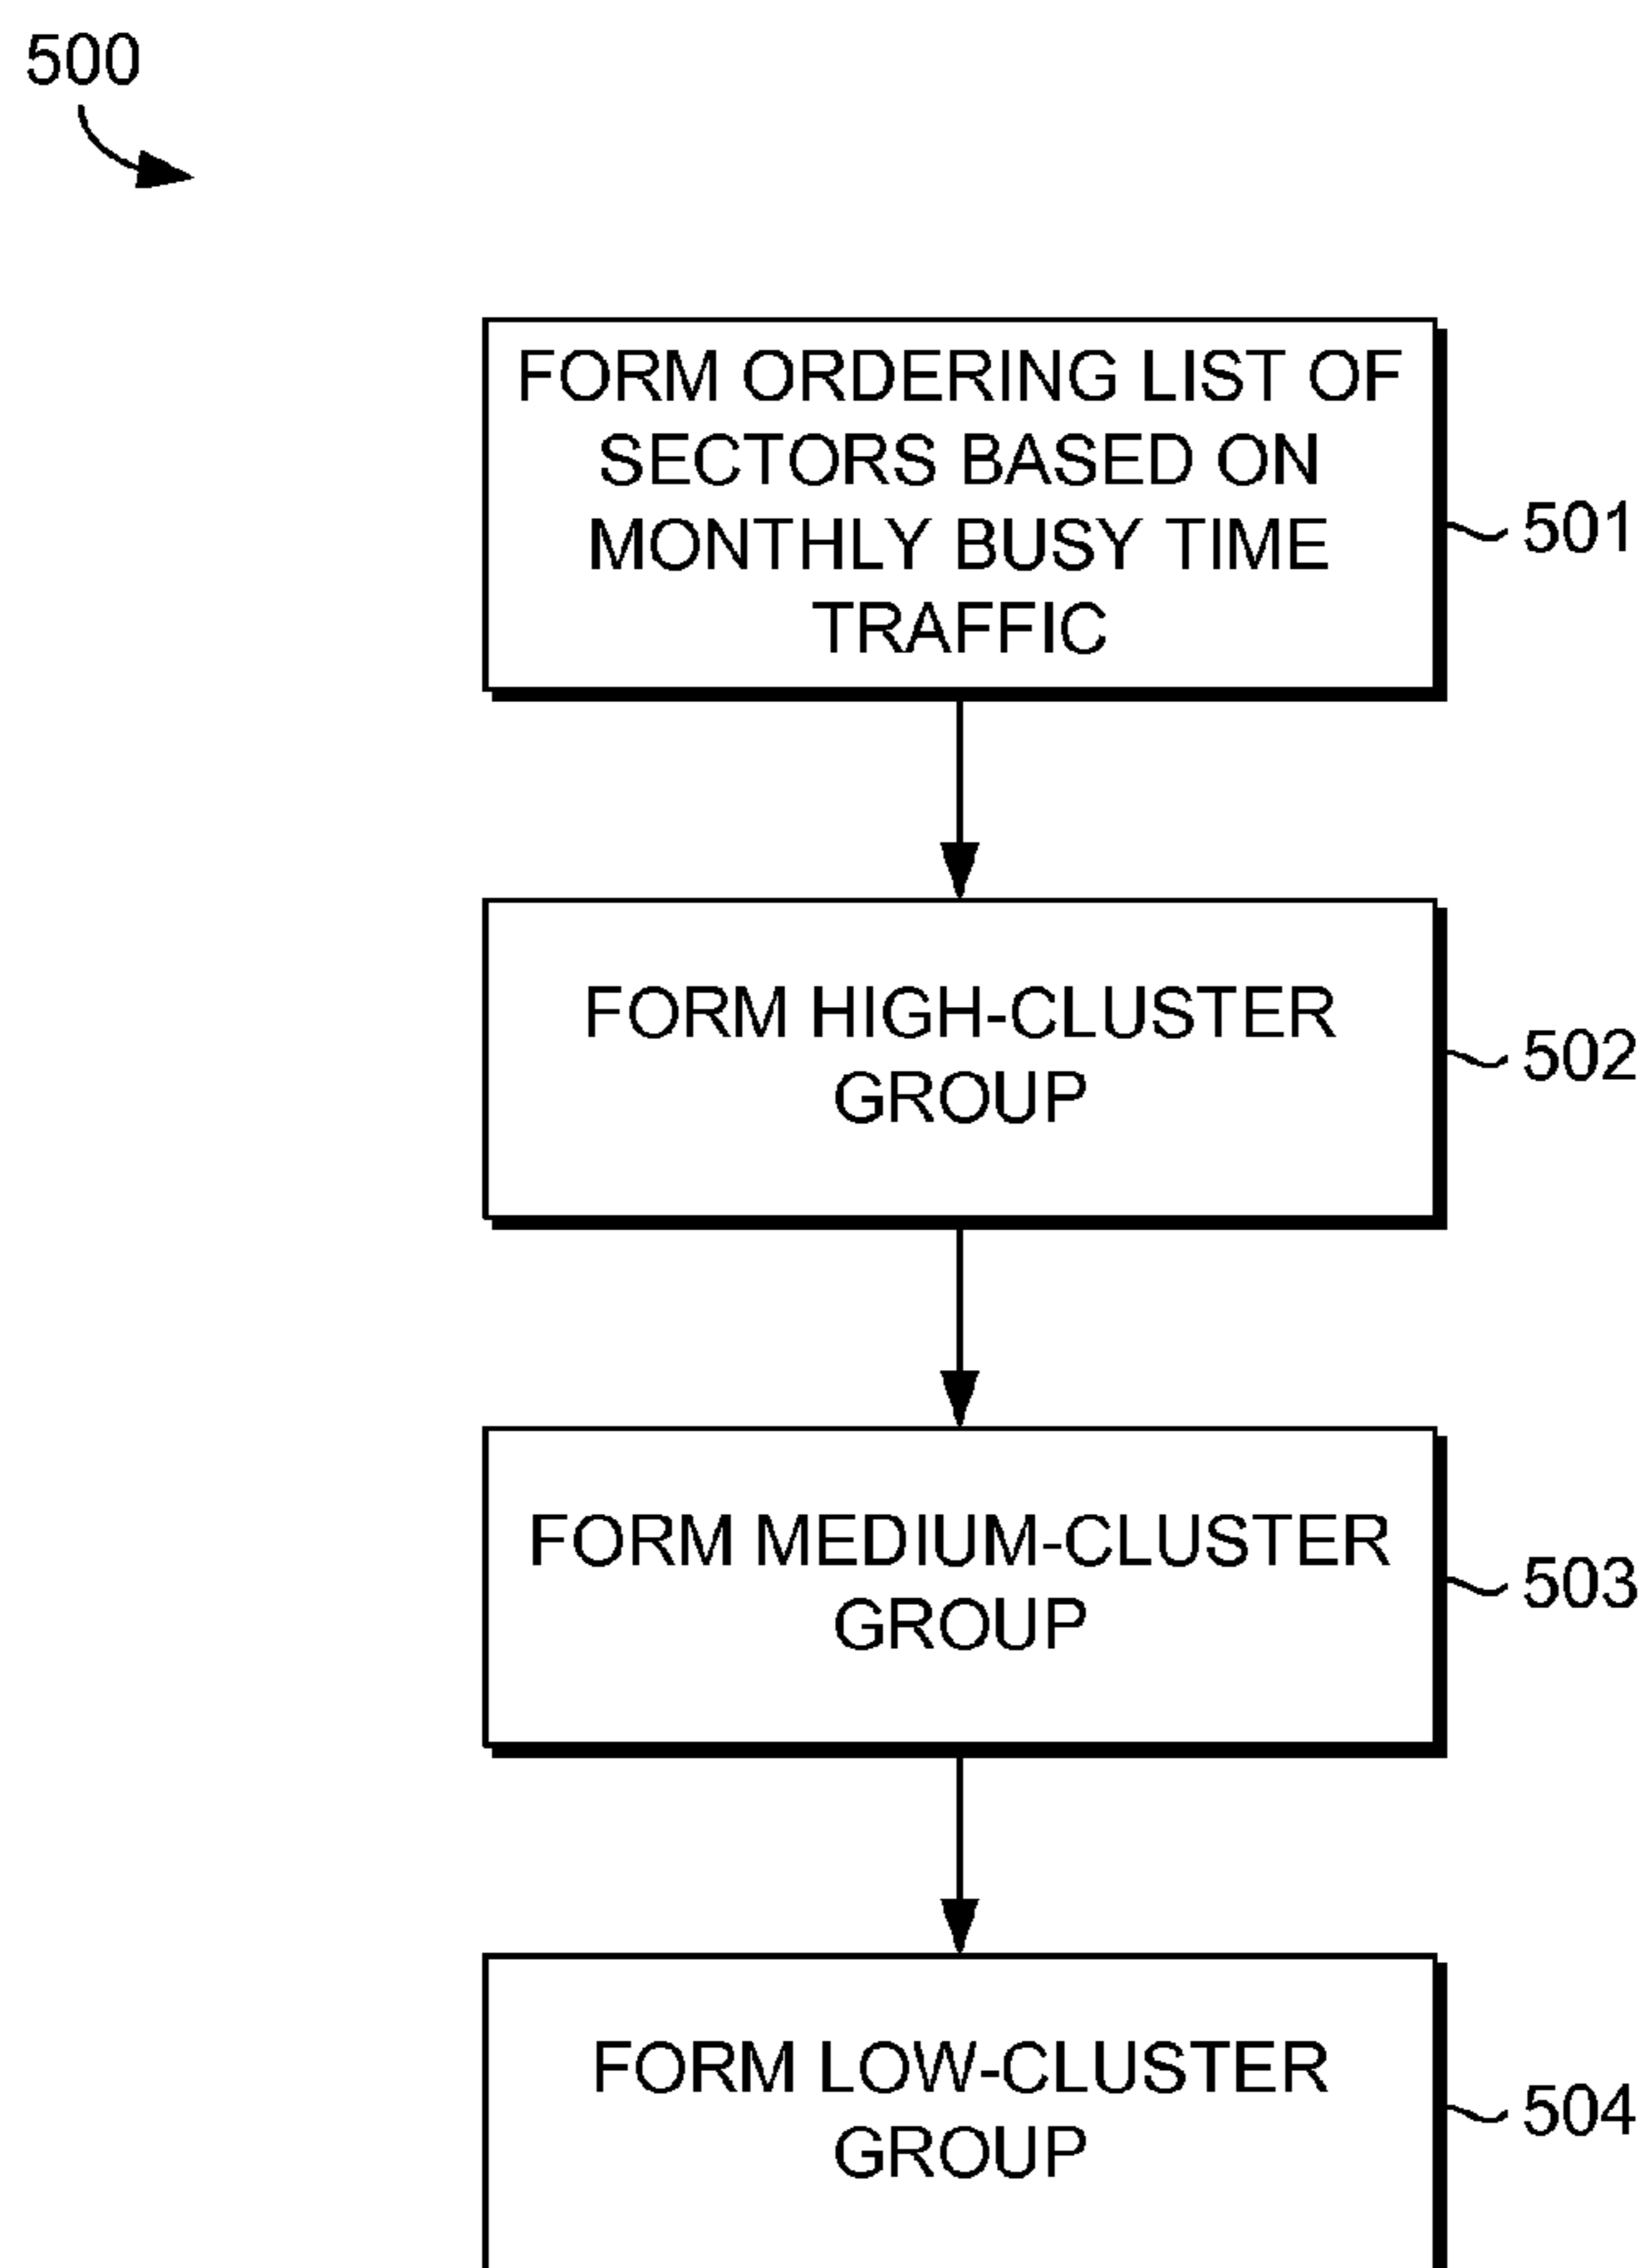 500
FORM ORDERING LIST OF
SECTORS BASED ON
MONTHLY BUSY TIME
TRAFFIC
501
FORM HIGH-CLUSTER
GROUP
502
FORM MEDIUM-CLUSTER
GROUP
503
FORM LOW-CLUSTER
GROUP
504